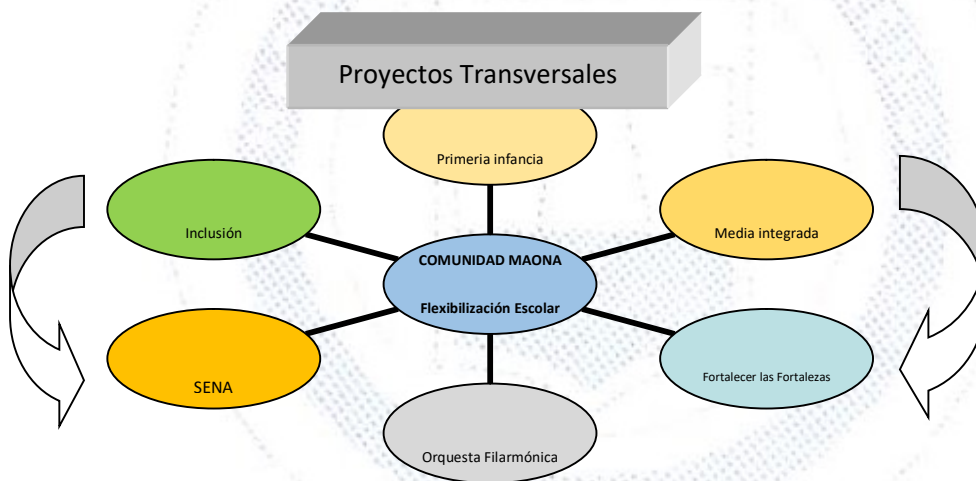 Proyectos Transversales
Primeria infancia
Inclusión
Media integrada
COMUNIDAD MAONA
Flexibilización Escolar
SENA
Fortalecer las Fortalezas
Orquesta Filarmónica